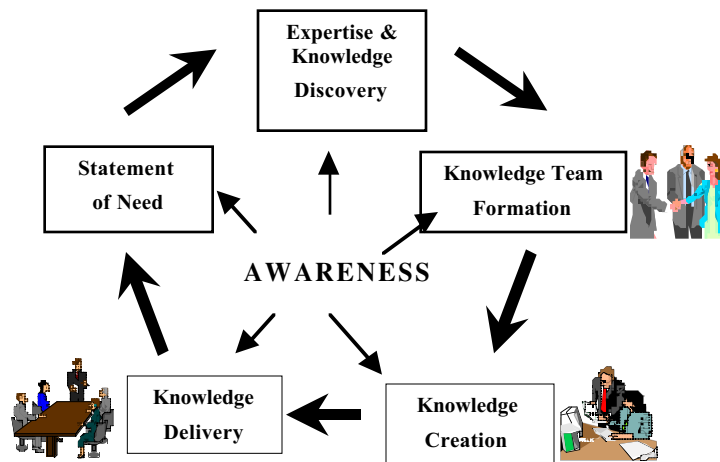 Expertise &
Knowledge
Discovery
Statement
of Need
Knowledge Team
Formation
AWARENESS
Knowledge
Delivery
Knowledge
Creation